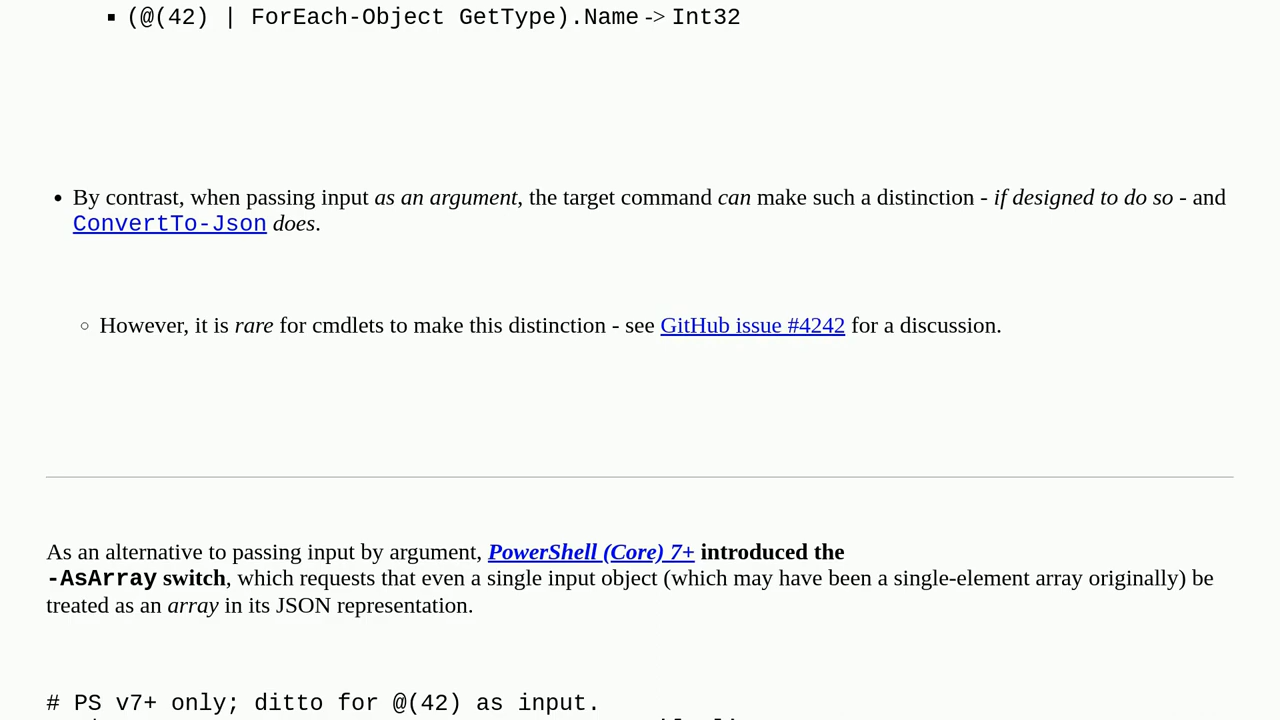 ▪ (@(42) | ForEach-Object GetType).Name -> Int32
• By contrast, when passing input as an argument, the target command can make such a distinction - if designed to do so - and
ConvertTo-Json does.
◦ However, it is rare for cmdlets to make this distinction - see GitHub issue #4242 for a discussion.
As an alternative to passing input by argument, PowerShell (Core) 7+ introduced the
-AsArray switch, which requests that even a single input object (which may have been a single-element array originally) be
treated as an array in its JSON representation.
# PS v7+ only; ditto for @(42) as input.